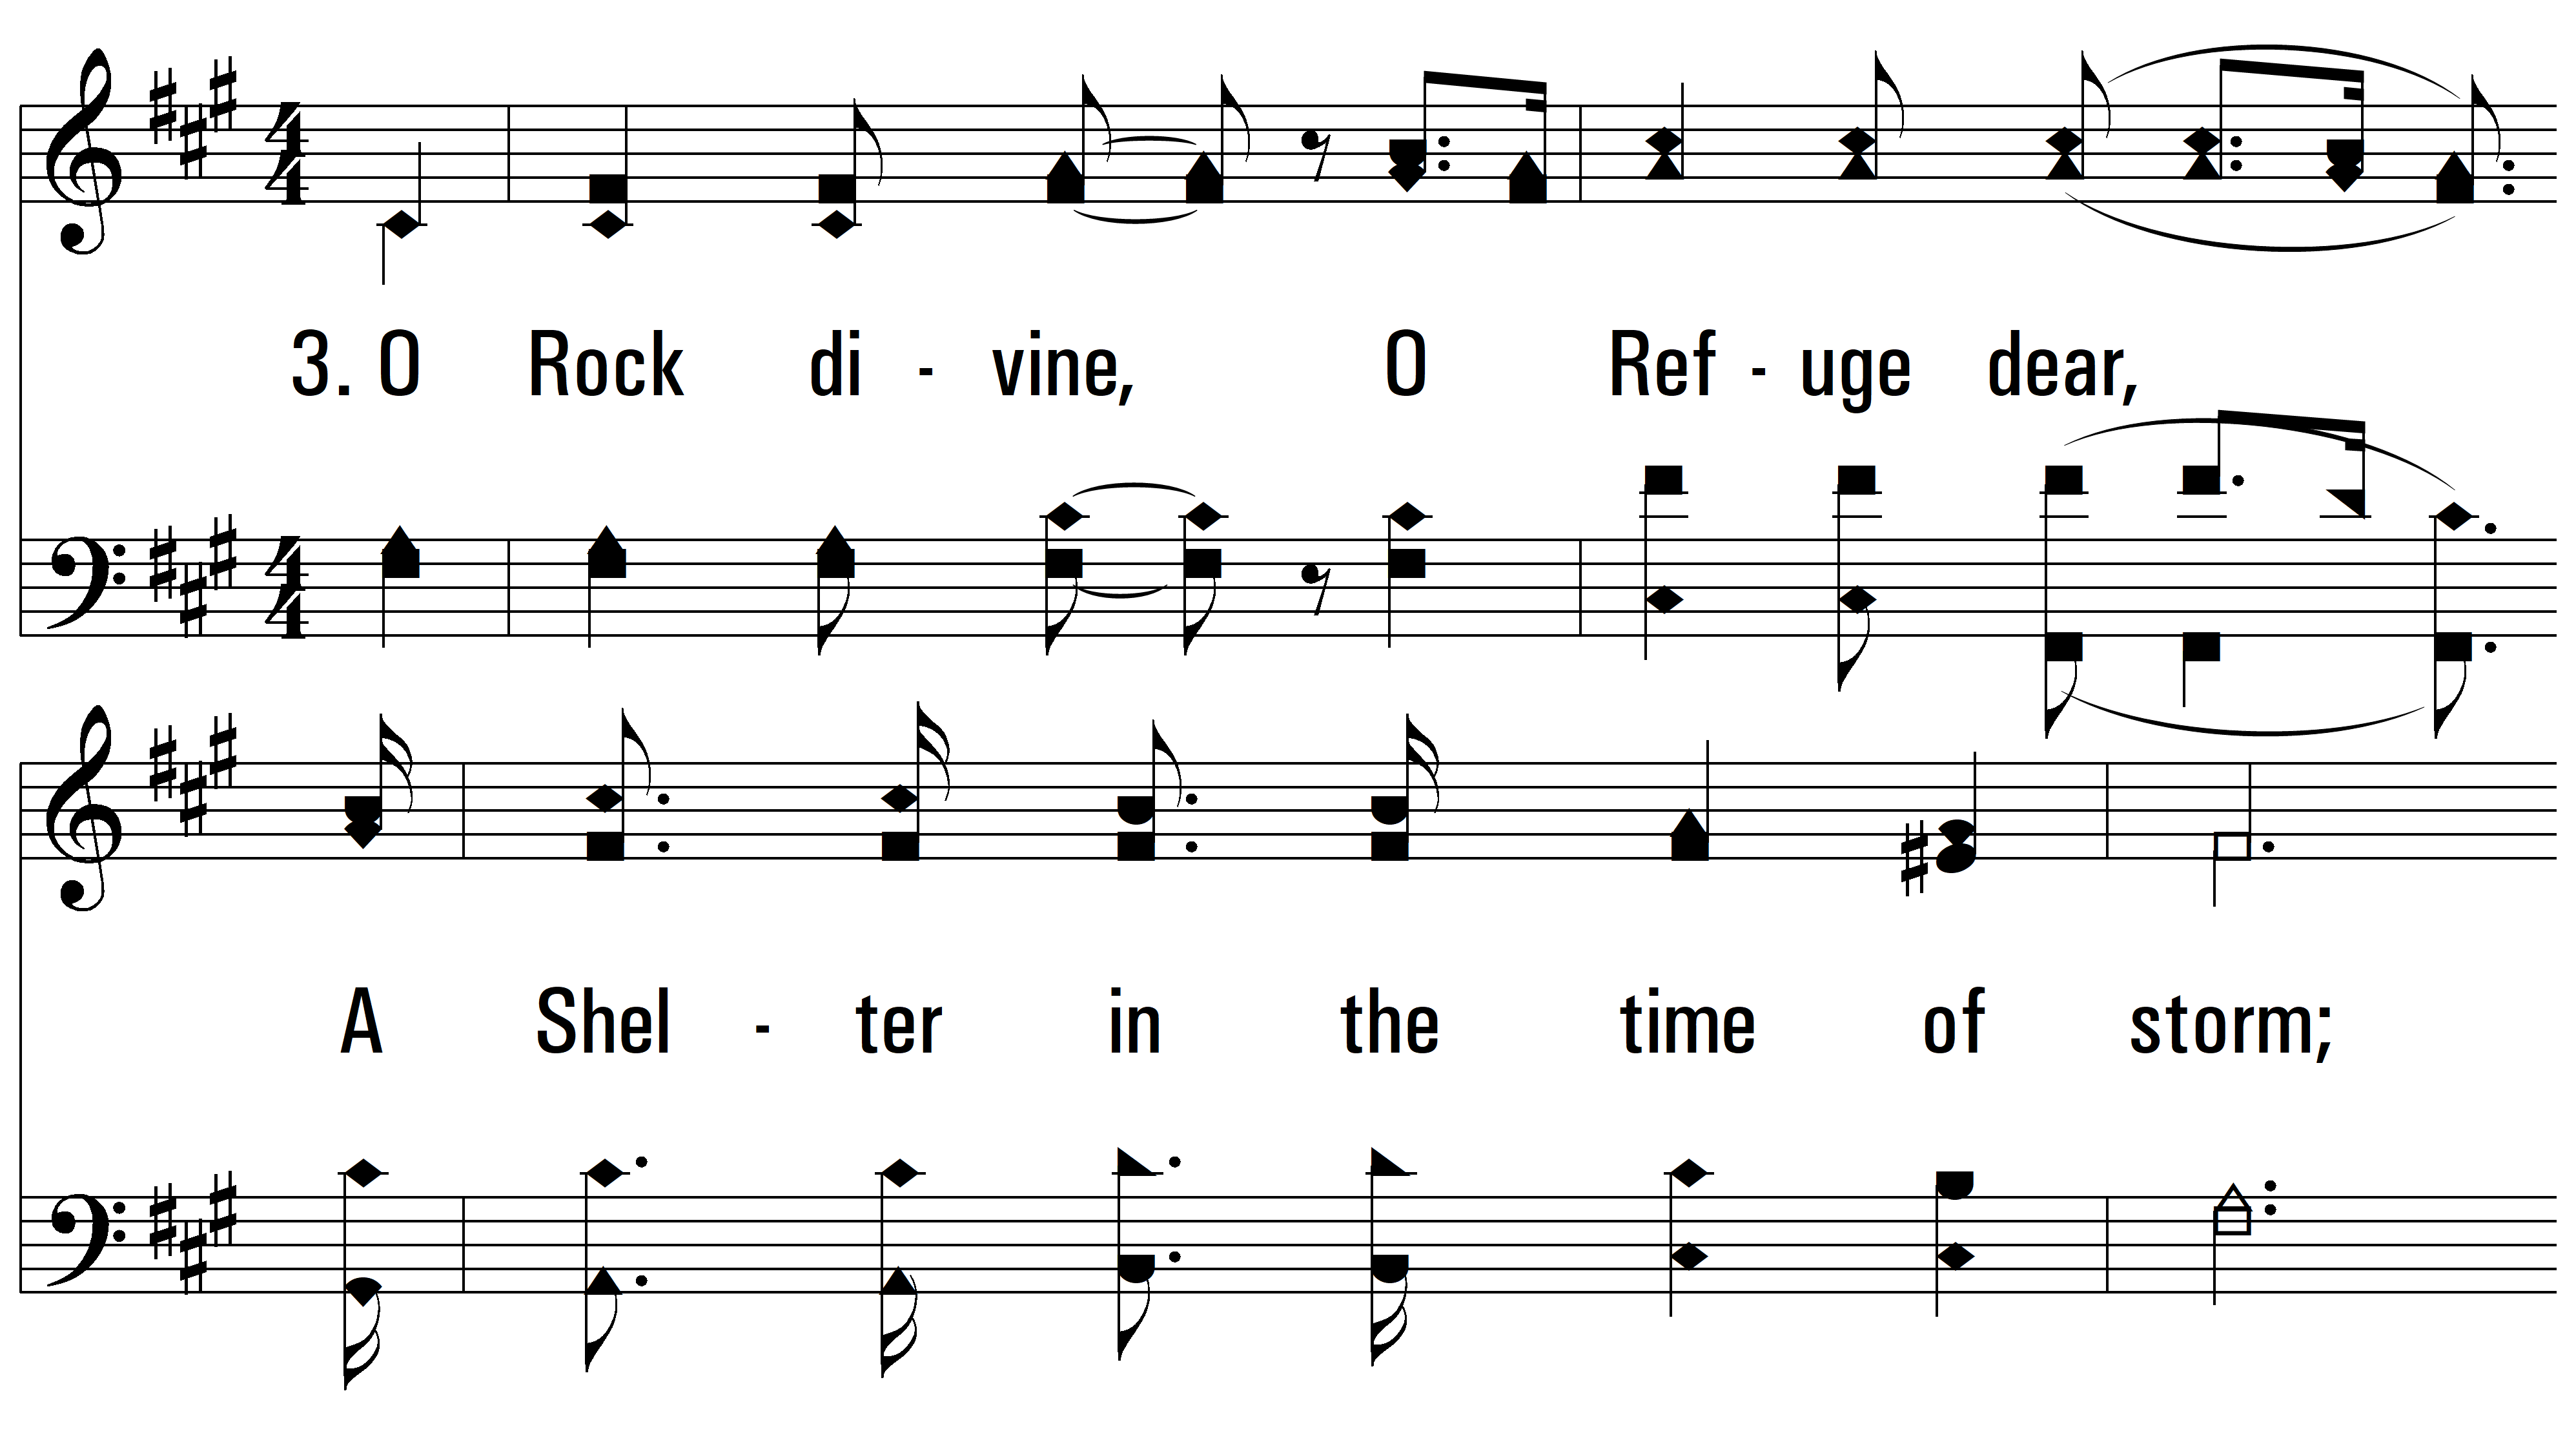 3. O Rock di - vine, O Ref - uge dear,
A Shel - ter in the time of storm;